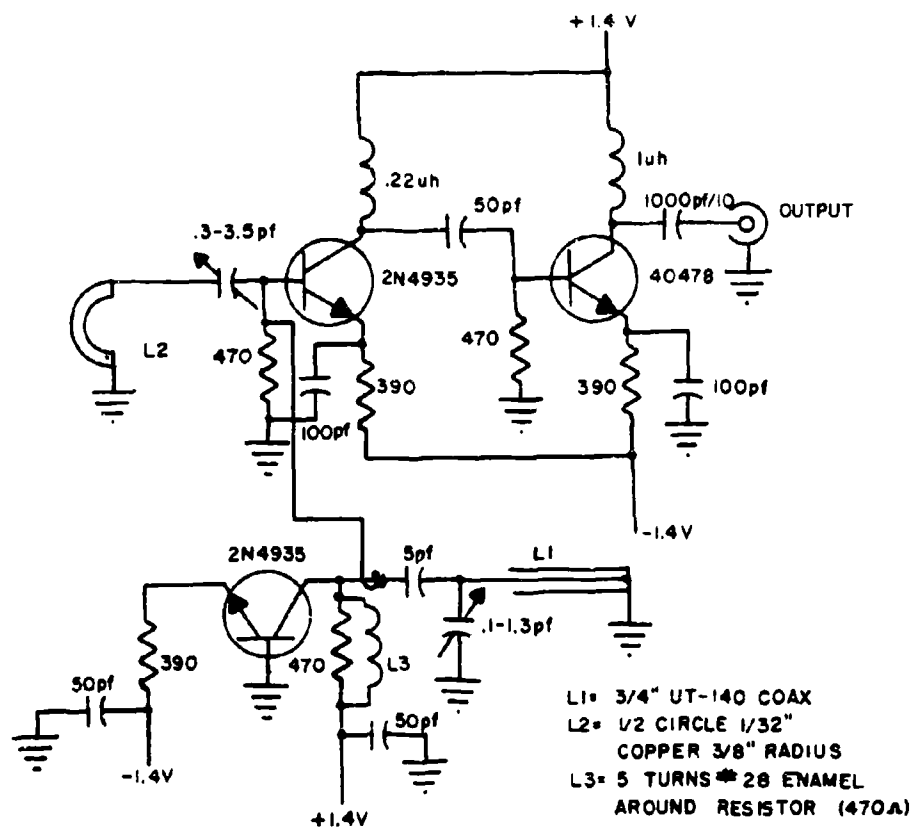 +1.4 V
.22uh
1uh
50pf
1000pf/10
OUTPUT
.3-3.5pf
2N4935
40478
L2
470
390
100pf
470
390
100pf
-1.4V
2N4935
5pf
L1
.1-1.3pf
390
470
L3
50pf
50pf
-1.4V
+1.4V
L1= 3/4" UT-140 COAX
L2= 1/2 CIRCLE 1/32"
COPPER 3/8" RADIUS
L3= 5 TURNS # 28 ENAMEL
AROUND RESISTOR (470Ω)